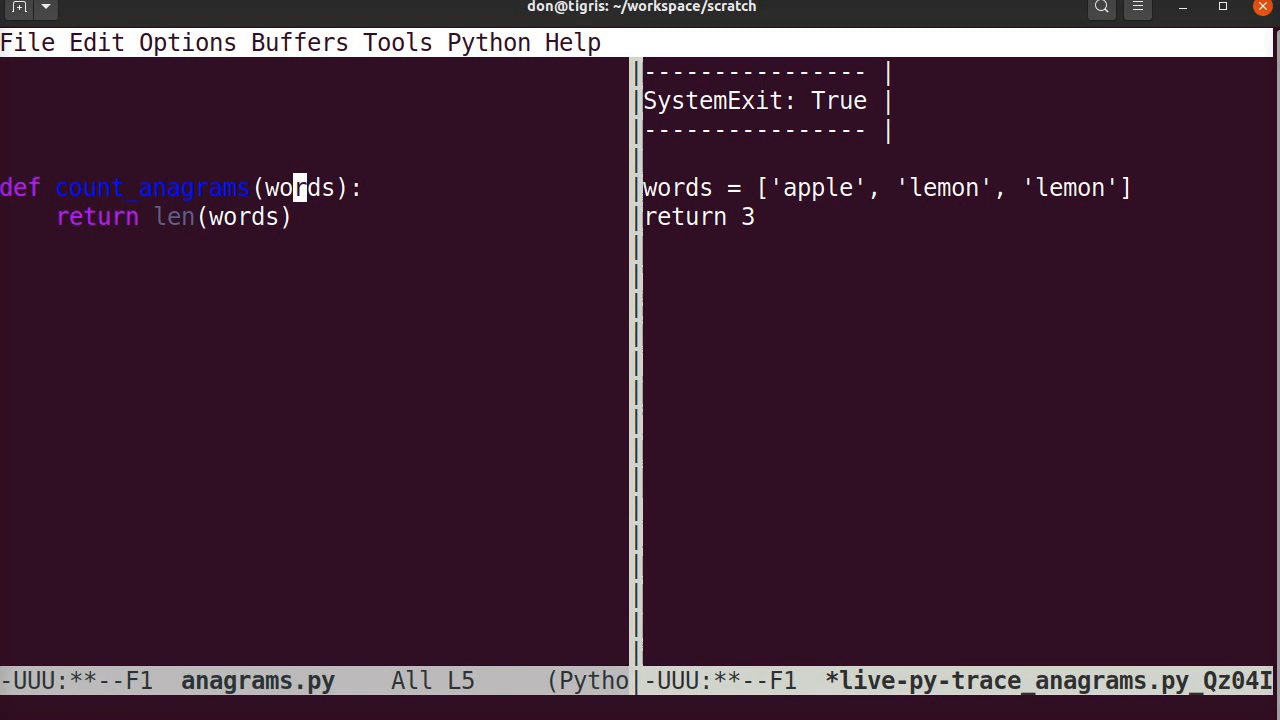 don@tigris: ~/workspace/scratch
File Edit Options Buffers Tools Python Help
---------------- |
SystemExit: True |
---------------- |
def count_anagrams(words):
words = ['apple', 'lemon', 'lemon']
    return len(words)
return 3
-UUU:**--F1  anagrams.py    All L5     (Pytho|-UUU:**--F1  *live-py-trace_anagrams.py_Qz04I